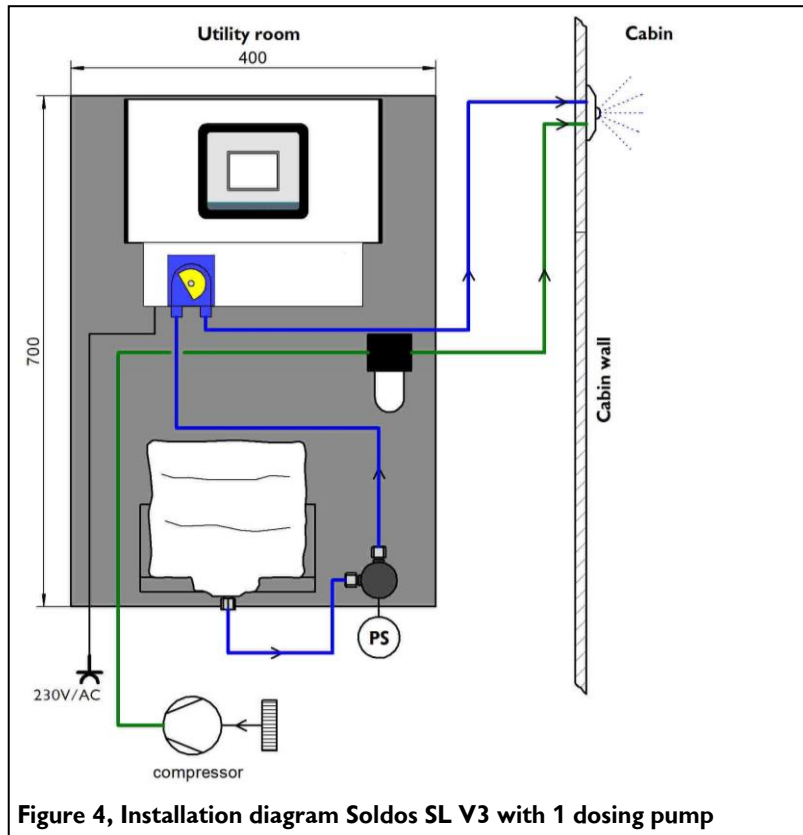 Utility room
400
Cabin
700
Cabin wall
PS
230V/AC
compressor
Figure 4, Installation diagram Soldos SL V3 with 1 dosing pump